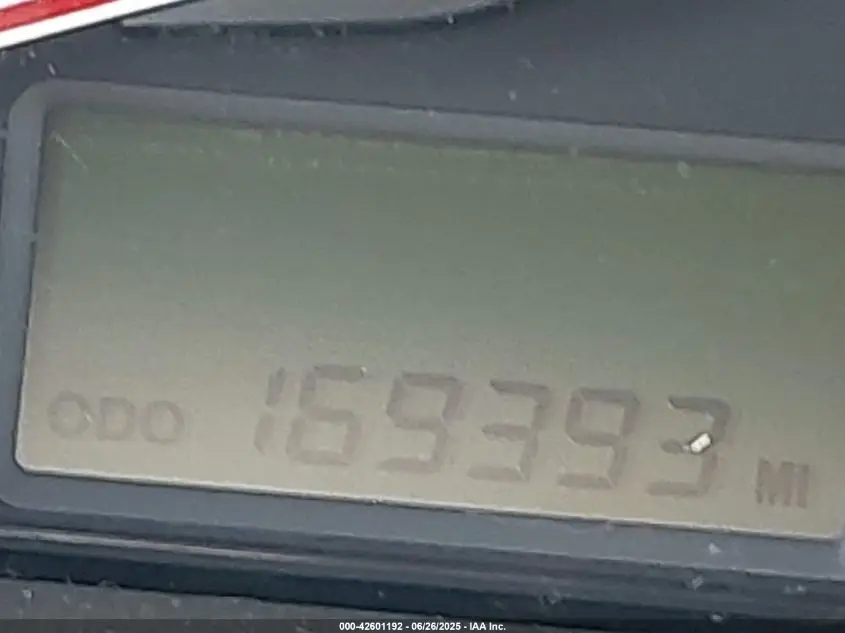 ODO 169393 MI
000-42601192 - 06/26/2025 - IAA Inc.